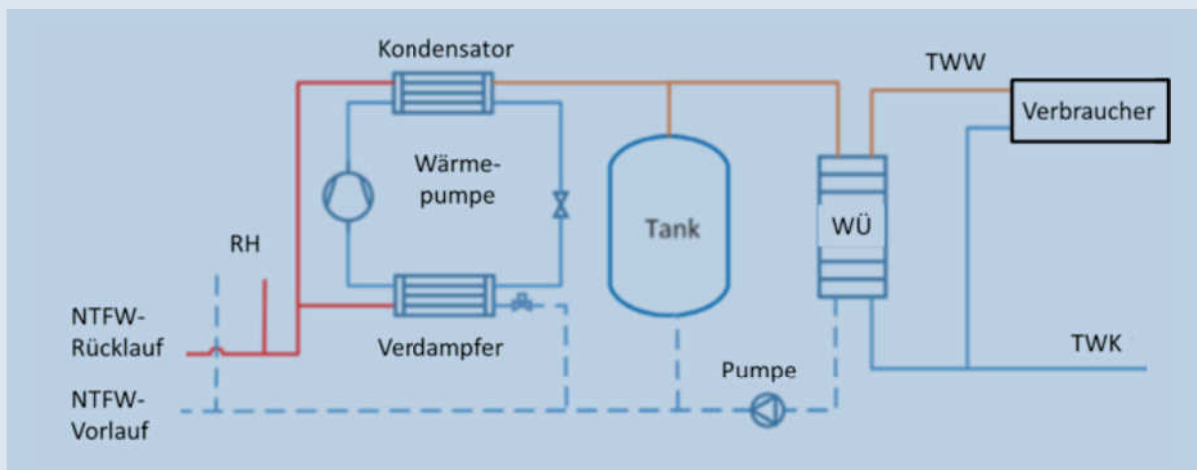 Kondensator
TWW
Verbraucher
Wärme-
pumpe
Tank
WÜ
RH
NTFW-
Rücklauf
Verdampfer
TWK
Pumpe
NTFW-
Vorlauf